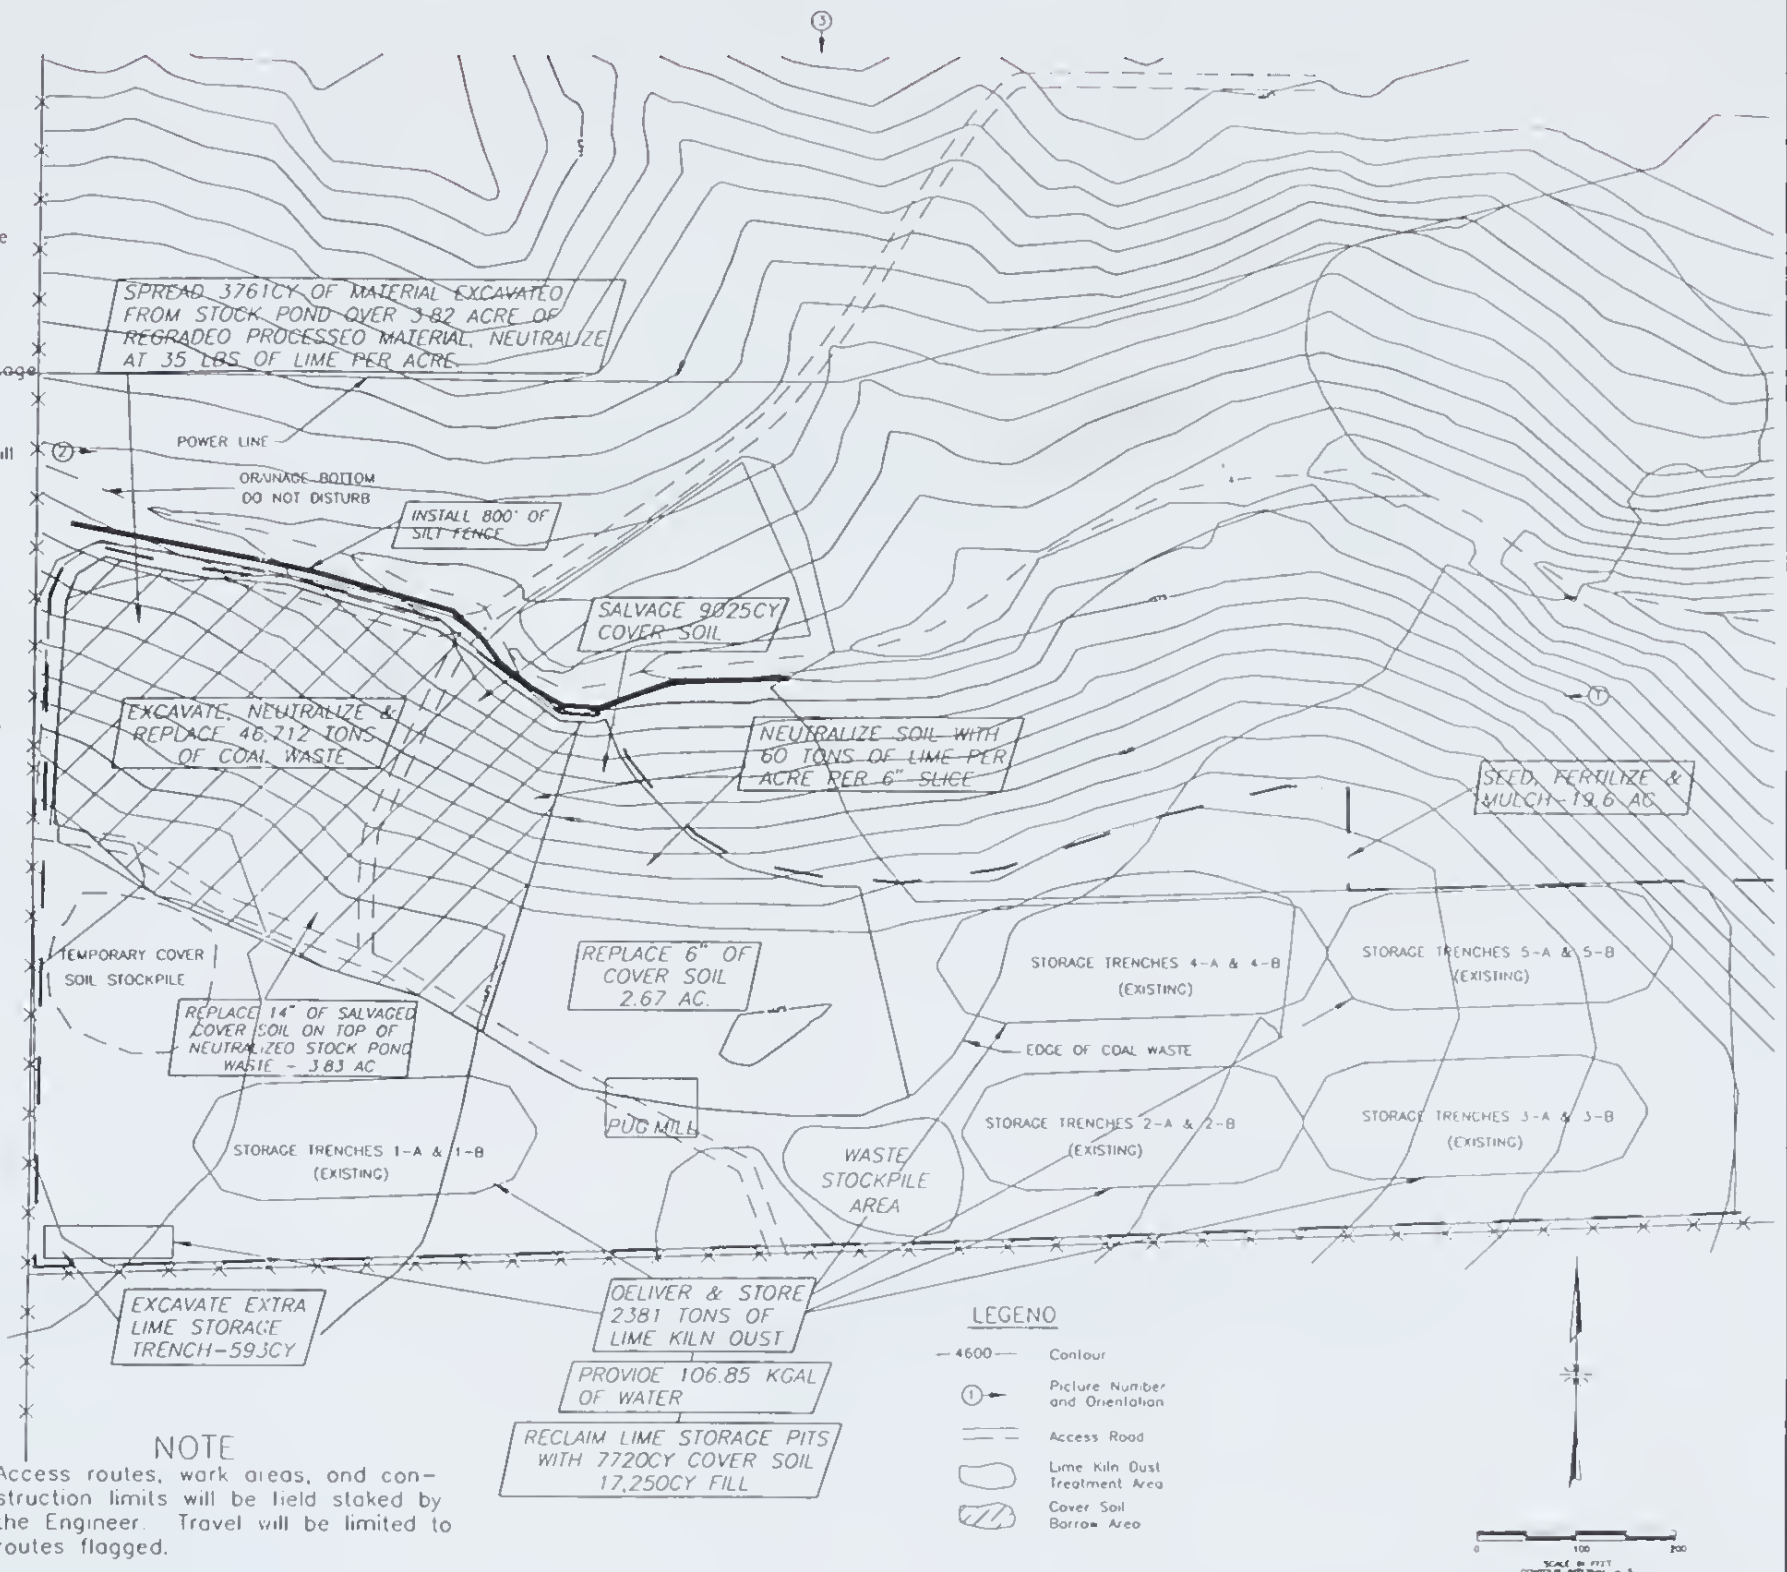 3
SPREAD 3761CY OF MATERIAL EXCAVATED
FROM STOCK POND OVER 3.82 ACRE OF
REGRADED PROCESSED MATERIAL, NEUTRALIZE
AT 35 LBS OF LIME PER ACRE.
POWER LINE
2
DRAINAGE BOTTOM
DO NOT DISTURB
INSTALL 800' OF
SILT FENCE
SALVAGE 9025CY
COVER SOIL
EXCAVATE, NEUTRALIZE &
REPLACE 46,712 TONS
OF COAL WASTE
NEUTRALIZE SOIL WITH
60 TONS OF LIME PER
ACRE PER 6" SLICE
1
SEED, FERTILIZE &
MULCH-19.6 AC
TEMPORARY COVER
SOIL STOCKPILE
REPLACE 14" OF SALVAGED
COVER SOIL ON TOP OF
NEUTRALIZED STOCK POND
WASTE - 3.83 AC
REPLACE 6" OF
COVER SOIL
2.67 AC.
STORAGE TRENCHES 4-A & 4-B
(EXISTING)
STORAGE TRENCHES 5-A & 5-B
(EXISTING)
EDGE OF COAL WASTE
STORAGE TRENCHES 1-A & 1-B
(EXISTING)
PUG MILL
WASTE
STOCKPILE
AREA
STORAGE TRENCHES 2-A & 2-B
(EXISTING)
STORAGE TRENCHES 3-A & 3-B
(EXISTING)
EXCAVATE EXTRA
LIME STORAGE
TRENCH-593CY
DELIVER & STORE
2381 TONS OF
LIME KILN DUST
PROVIDE 106.85 KGAL
OF WATER
RECLAIM LIME STORAGE PITS
WITH 7720CY COVER SOIL
17,250CY FILL
LEGEND
4600 Contour
1 Picture Number
and Orientation
Access Road
Lime Kiln Dust
Treatment Area
Cover Soil
Borrow Area
NOTE
Access routes, work areas, and con-
struction limits will be field staked by
the Engineer. Travel will be limited to
routes flagged.
0 100 200
SCALE IN FEET